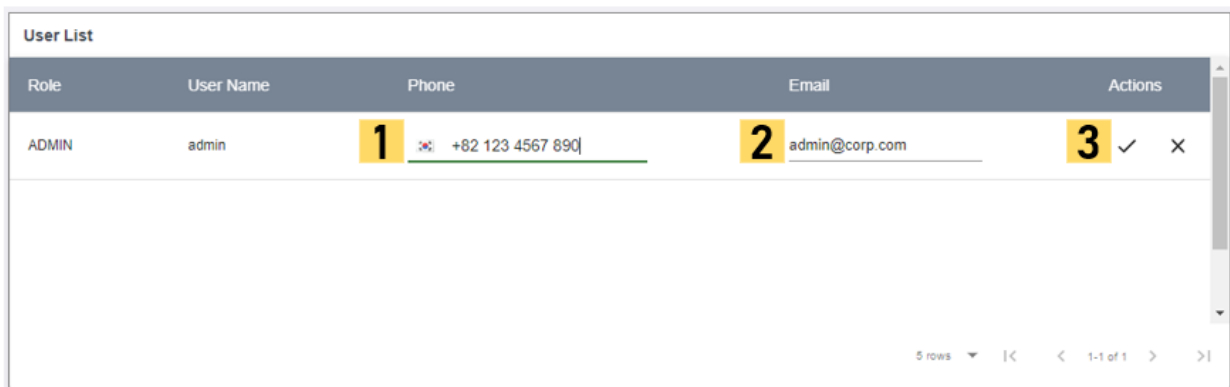 User List
Role User Name Phone Email Actions
ADMIN admin 1 +82 123 4567 890 2 admin@corp.com 3
5 rows 1-1 of 1